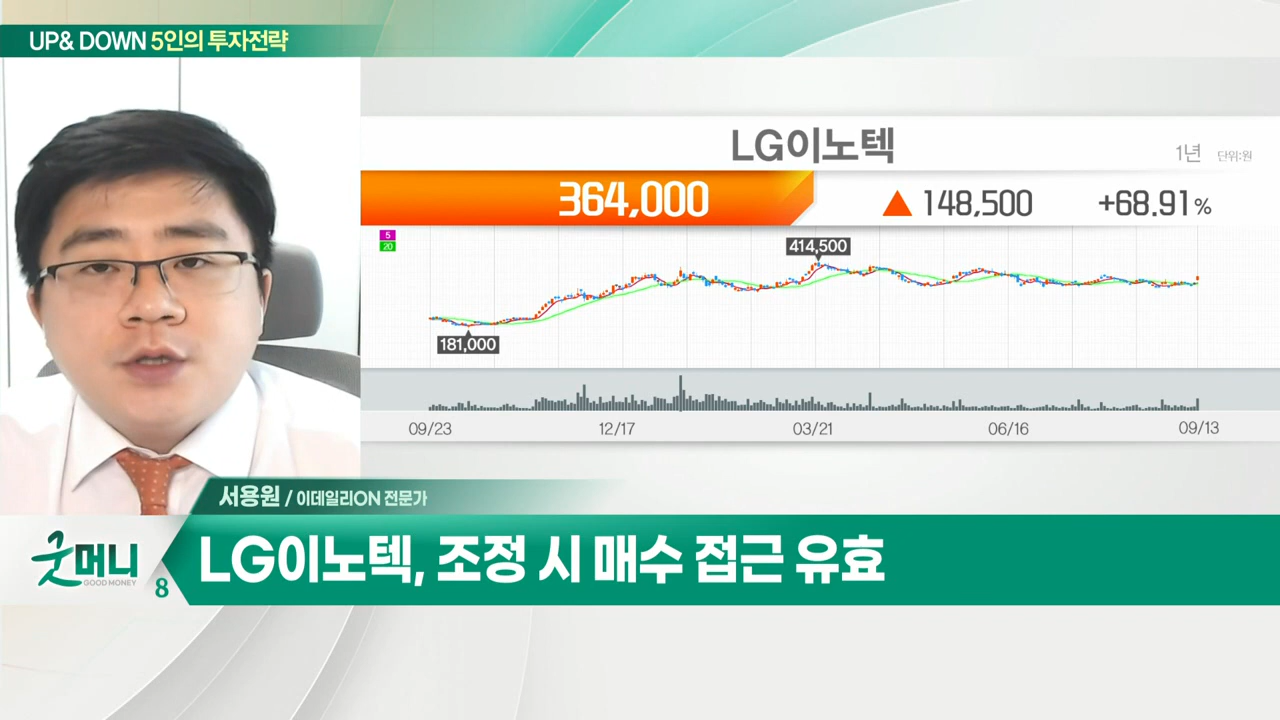 UP& DOWN 5인의 투자전략
LG이노텍
1년 단위:원
364,000 ▲ 148,500 +68.91%
5
20
414,500
181,000
09/23 12/17 03/21 06/16 09/13
서용원 / 이데일리ON 전문가
굿머니
GOOD MONEY
8
LG이노텍, 조정 시 매수 접근 유효